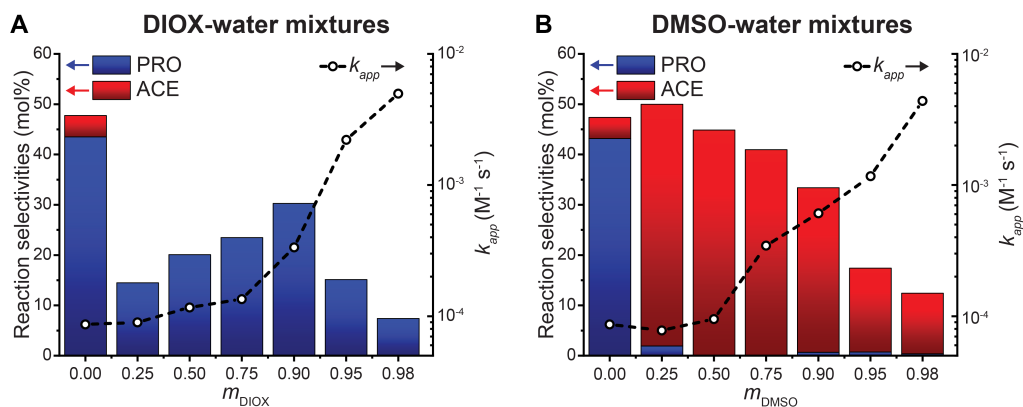 A
DIOX-water mixtures
PRO
ACE
k_app
Reaction selectivities (mol%)
60
50
40
30
20
10
0
10⁻²
10⁻³
10⁻⁴
k_app (M⁻¹ s⁻¹)
0.00 0.25 0.50 0.75 0.90 0.95 0.98
m_DIOX
B
DMSO-water mixtures
PRO
ACE
k_app
Reaction selectivities (mol%)
60
50
40
30
20
10
0
10⁻²
10⁻³
10⁻⁴
k_app (M⁻¹ s⁻¹)
0.00 0.25 0.50 0.75 0.90 0.95 0.98
m_DMSO